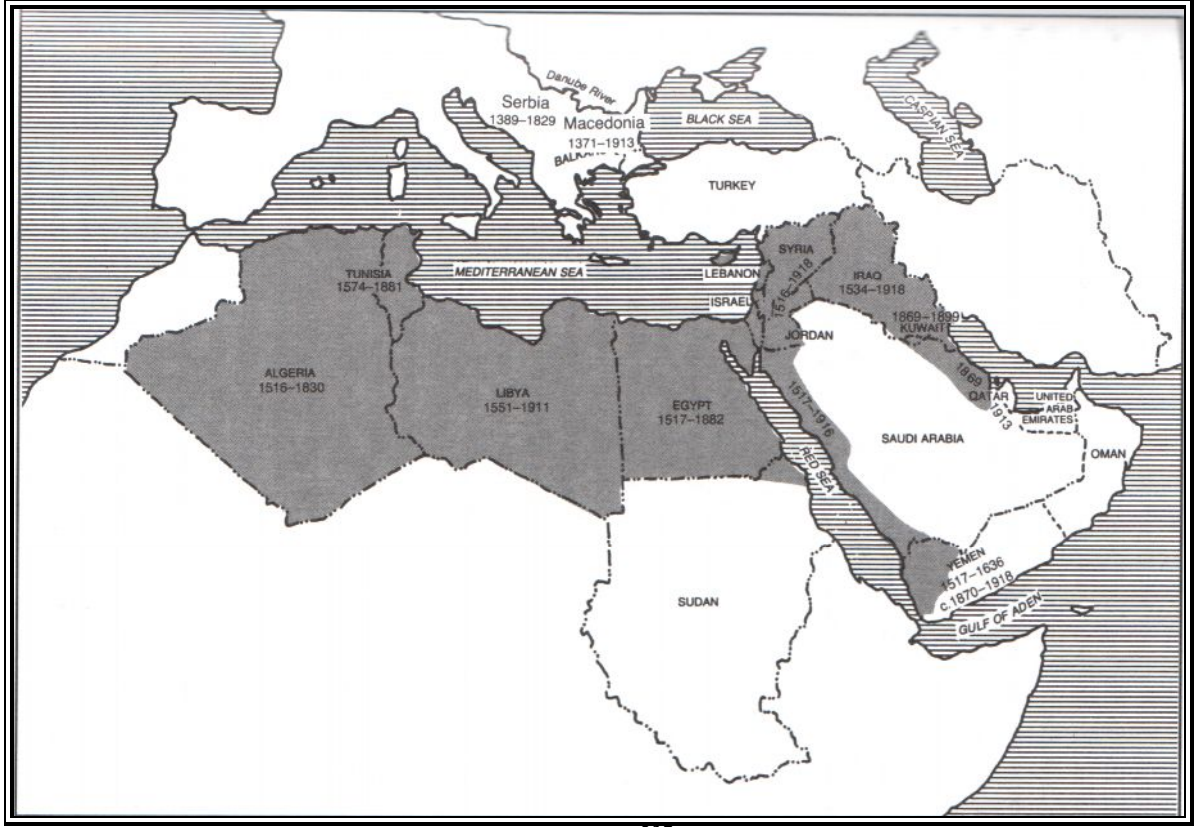 Danube River
Serbia
1389–1829
Macedonia
1371–1913
BLACK SEA
CASPIAN SEA
TURKEY
MEDITERRANEAN SEA
SYRIA
LEBANON
1516–1918
ISRAEL
IRAQ
1534–1918
TUNISIA
1574–1881
1869–1899
KUWAIT
JORDAN
ALGERIA
1516–1830
LIBYA
1551–1911
EGYPT
1517–1882
1517–1916
1869
QATAR
1913
UNITED
ARAB
EMIRATES
SAUDI ARABIA
OMAN
RED SEA
YEMEN
1517–1636
c.1870–1918
SUDAN
GULF OF ADEN